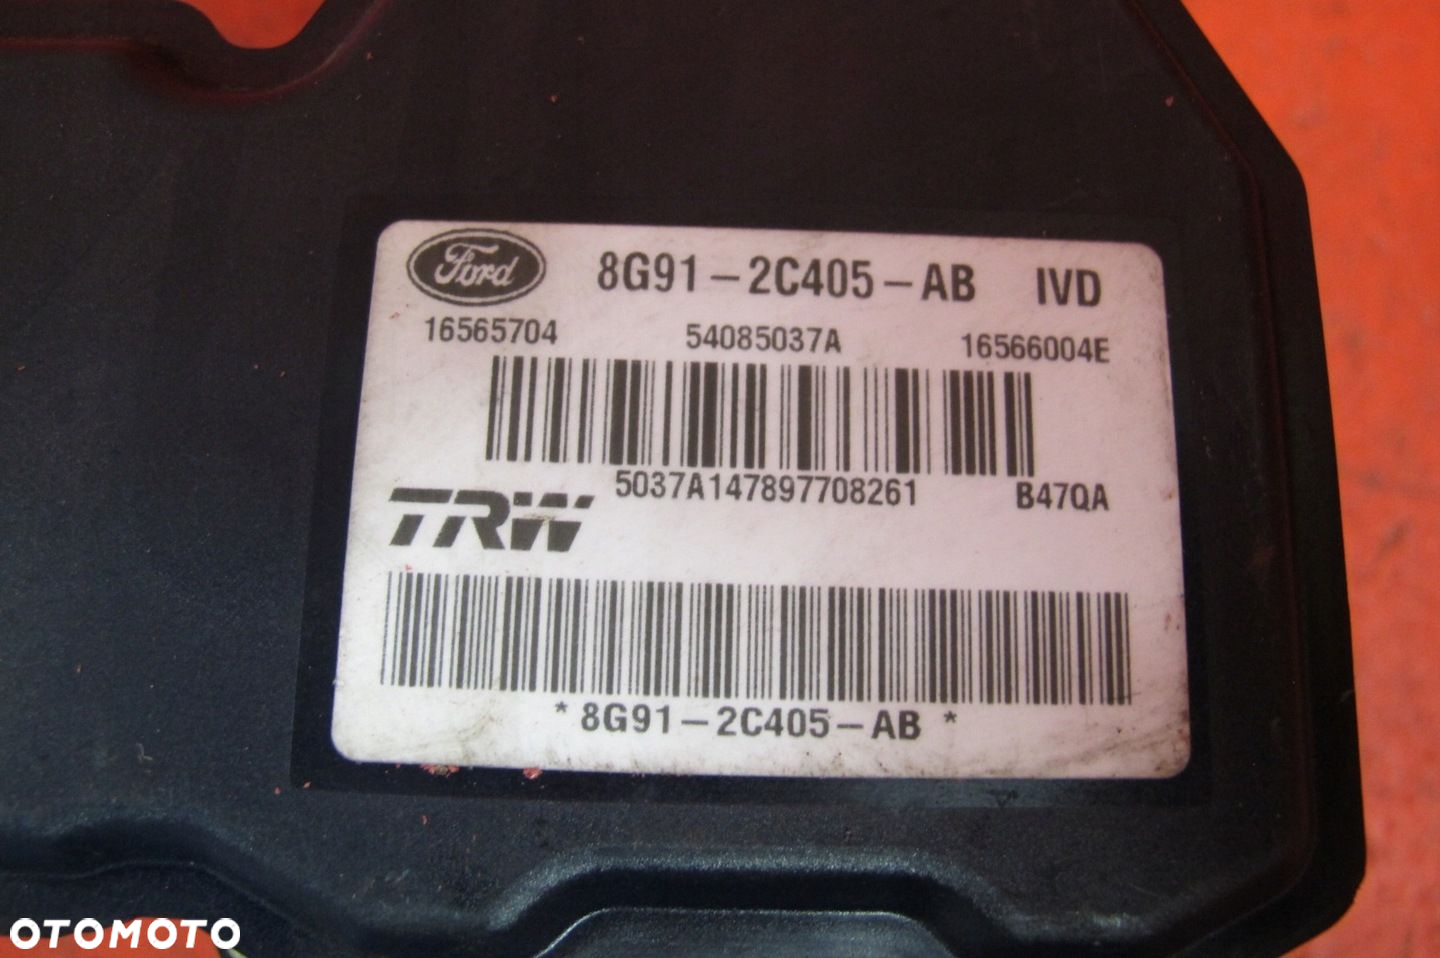 Ford 8G91-2C405-AB IVD
16565704 54085037A 16566004E
5037A147897708261 B47QA
TRW
*8G91-2C405-AB*
OTOMOTO